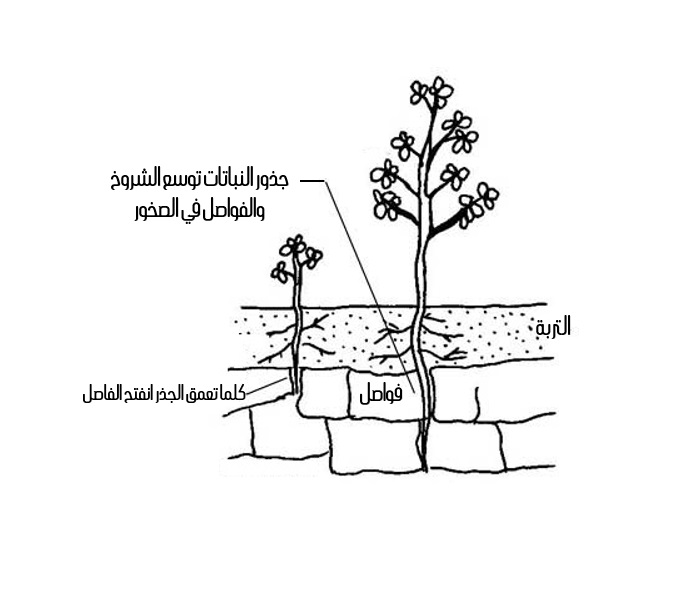 جذور النباتات توسع الشروخ
والفواصل في الصخور
التربة
فواصل
كلما تعمق الجذر انفتح الفاصل